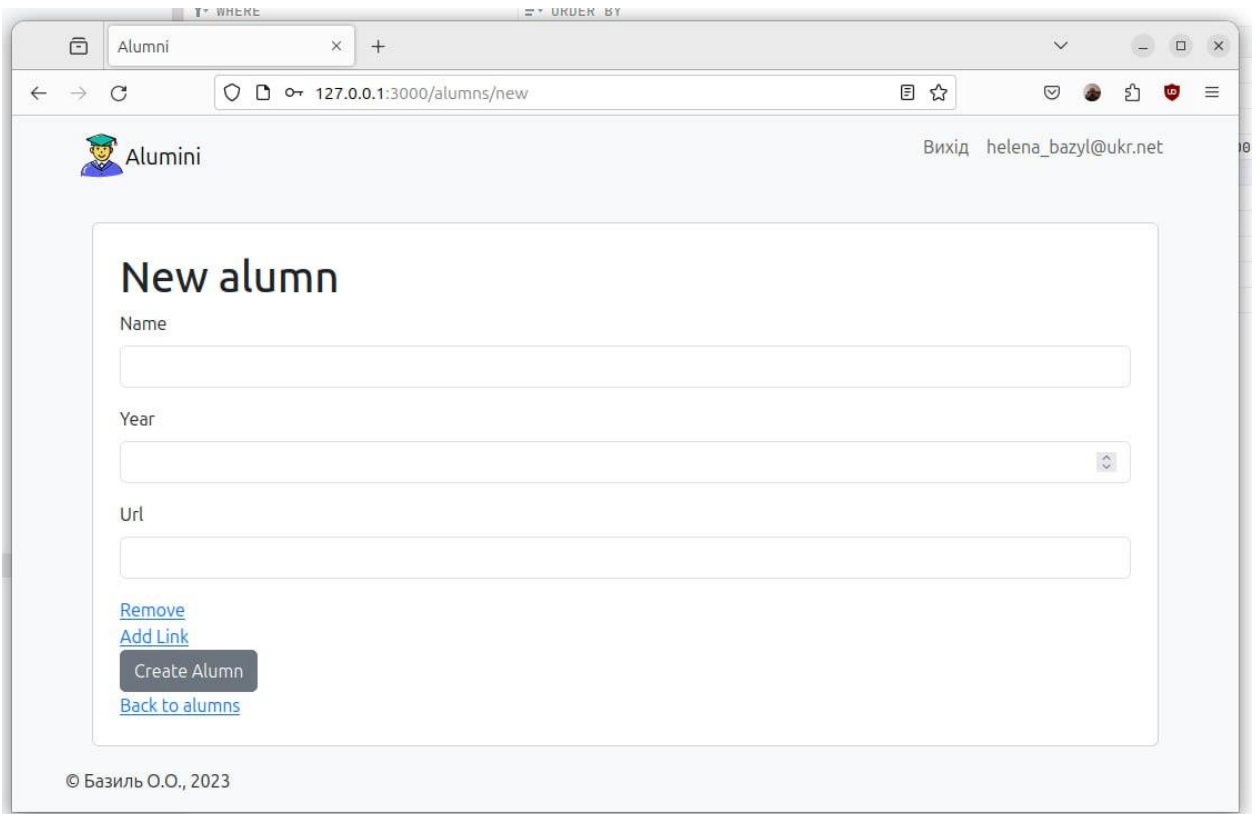 WHERE ORDER BY
Alumni
127.0.0.1:3000/alumns/new
Alumini Вихід helena_bazyl@ukr.net
New alumn
Name
Year
Url
Remove
Add Link
Create Alumn
Back to alumns
© Базиль О.О., 2023